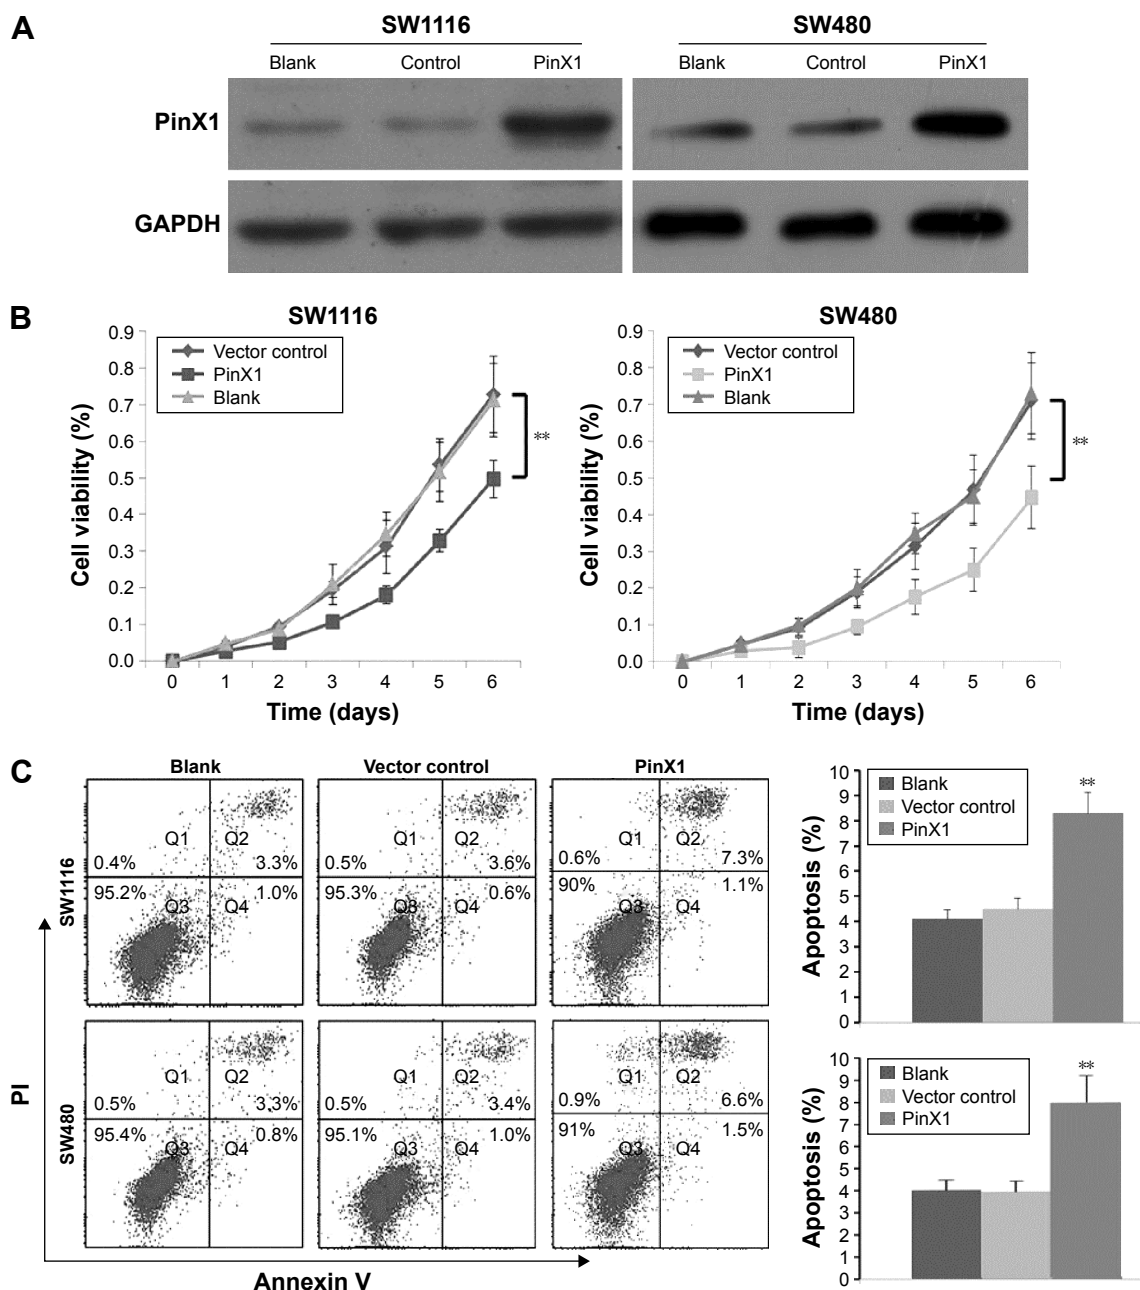 A
SW1116 SW480
Blank Control PinX1 Blank Control PinX1
PinX1
GAPDH
B
SW1116
0.9
0.8
0.7
0.6
0.5
0.4
0.3
0.2
0.1
0.0
Cell viability (%)
Vector control
PinX1
Blank
**
0 1 2 3 4 5 6
Time (days)
SW480
0.9
0.8
0.7
0.6
0.5
0.4
0.3
0.2
0.1
0.0
Cell viability (%)
Vector control
PinX1
Blank
**
0 1 2 3 4 5 6
Time (days)
C
Blank Vector control PinX1
SW1116
Q1 Q2
0.4% 3.3%
95.2% 1.0%
Q3 Q4
Q1 Q2
0.5% 3.6%
95.3% 0.6%
Q3 Q4
Q1 Q2
0.6% 7.3%
90% 1.1%
Q3 Q4
SW480
Q1 Q2
0.5% 3.3%
95.4% 0.8%
Q3 Q4
Q1 Q2
0.5% 3.4%
95.1% 1.0%
Q3 Q4
Q1 Q2
0.9% 6.6%
91% 1.5%
Q3 Q4
PI
Annexin V
10
9
8
7
6
5
4
3
2
1
0
Apoptosis (%)
Blank
Vector control
PinX1
**
10
9
8
7
6
5
4
3
2
1
0
Apoptosis (%)
Blank
Vector control
PinX1
**